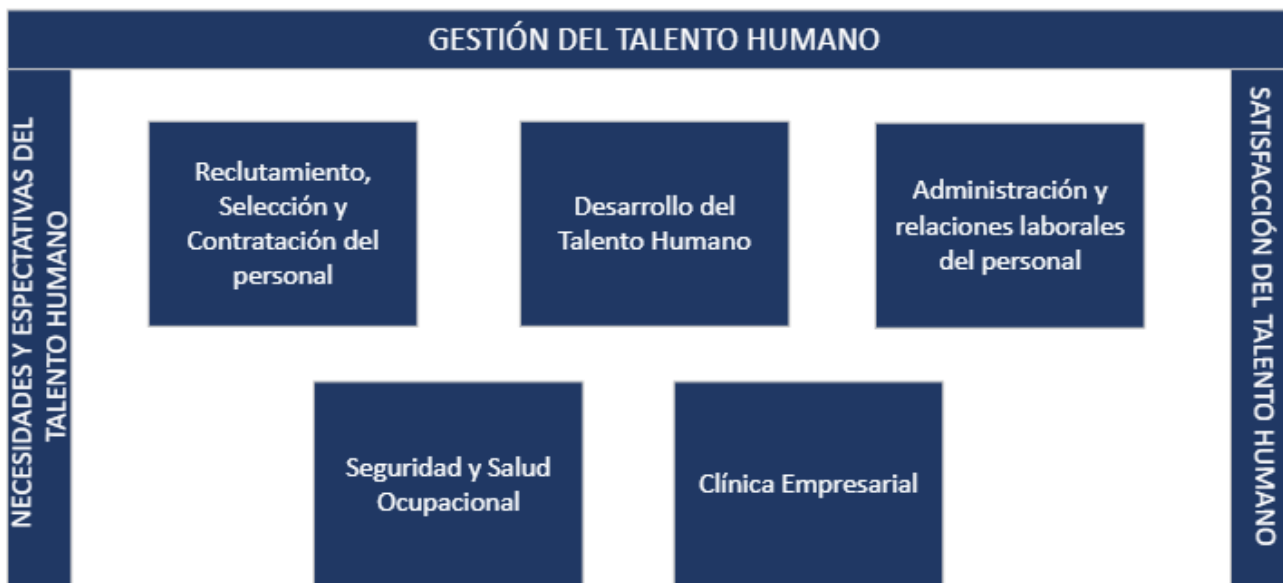 GESTIÓN DEL TALENTO HUMANO
NECESIDADES Y ESPECTATIVAS DEL
TALENTO HUMANO
Reclutamiento,
Selección y
Contratación del
personal
Desarrollo del
Talento Humano
Administración y
relaciones laborales
del personal
Seguridad y Salud
Ocupacional
Clínica Empresarial
SATISFACCIÓN DEL TALENTO HUMANO